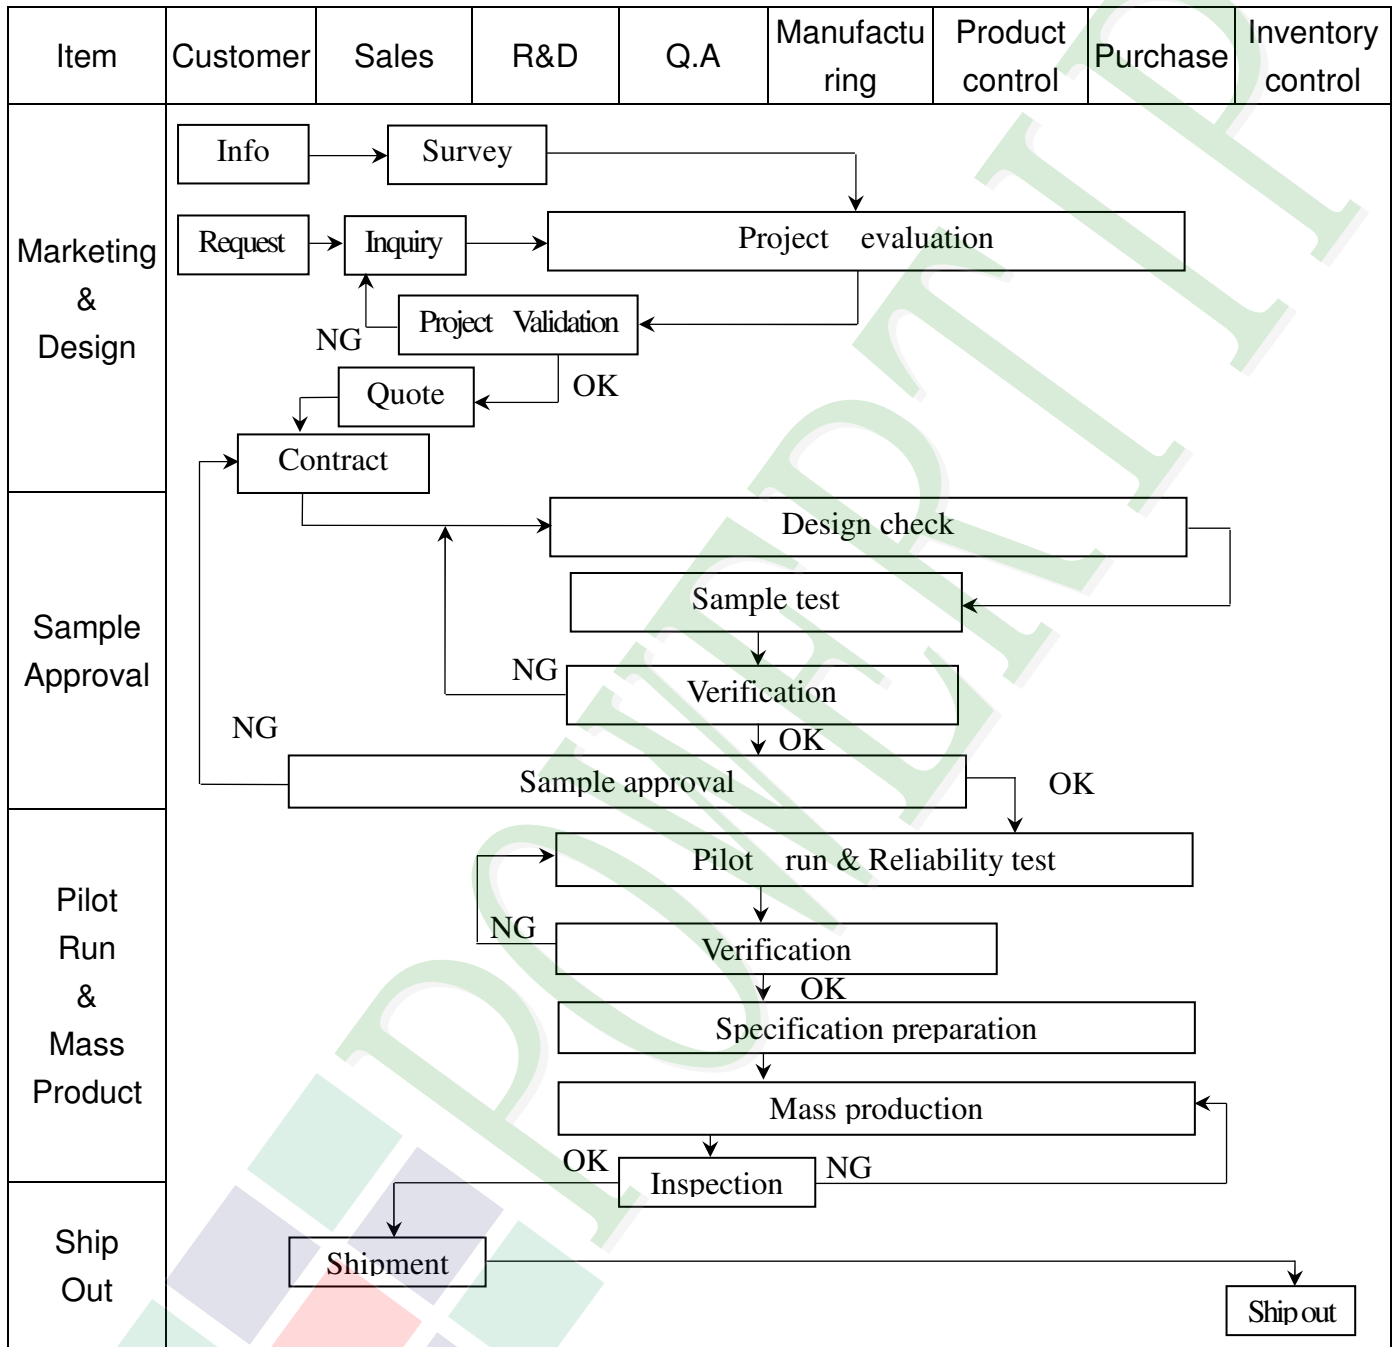 Item
Customer
Sales
R&D
Q.A
Manufactu
ring
Product
control
Purchase
Inventory
control
Marketing
&
Design
Info
Survey
Request
Inquiry
Project evaluation
NG
Project Validation
Quote
OK
Contract
Sample
Approval
Design check
Sample test
NG
Verification
NG
OK
Sample approval
OK
Pilot
Run
&
Mass
Product
Pilot run & Reliability test
NG
Verification
OK
Specification preparation
Mass production
OK
Inspection
NG
Ship
Out
Shipment
Ship out
POWERTIP